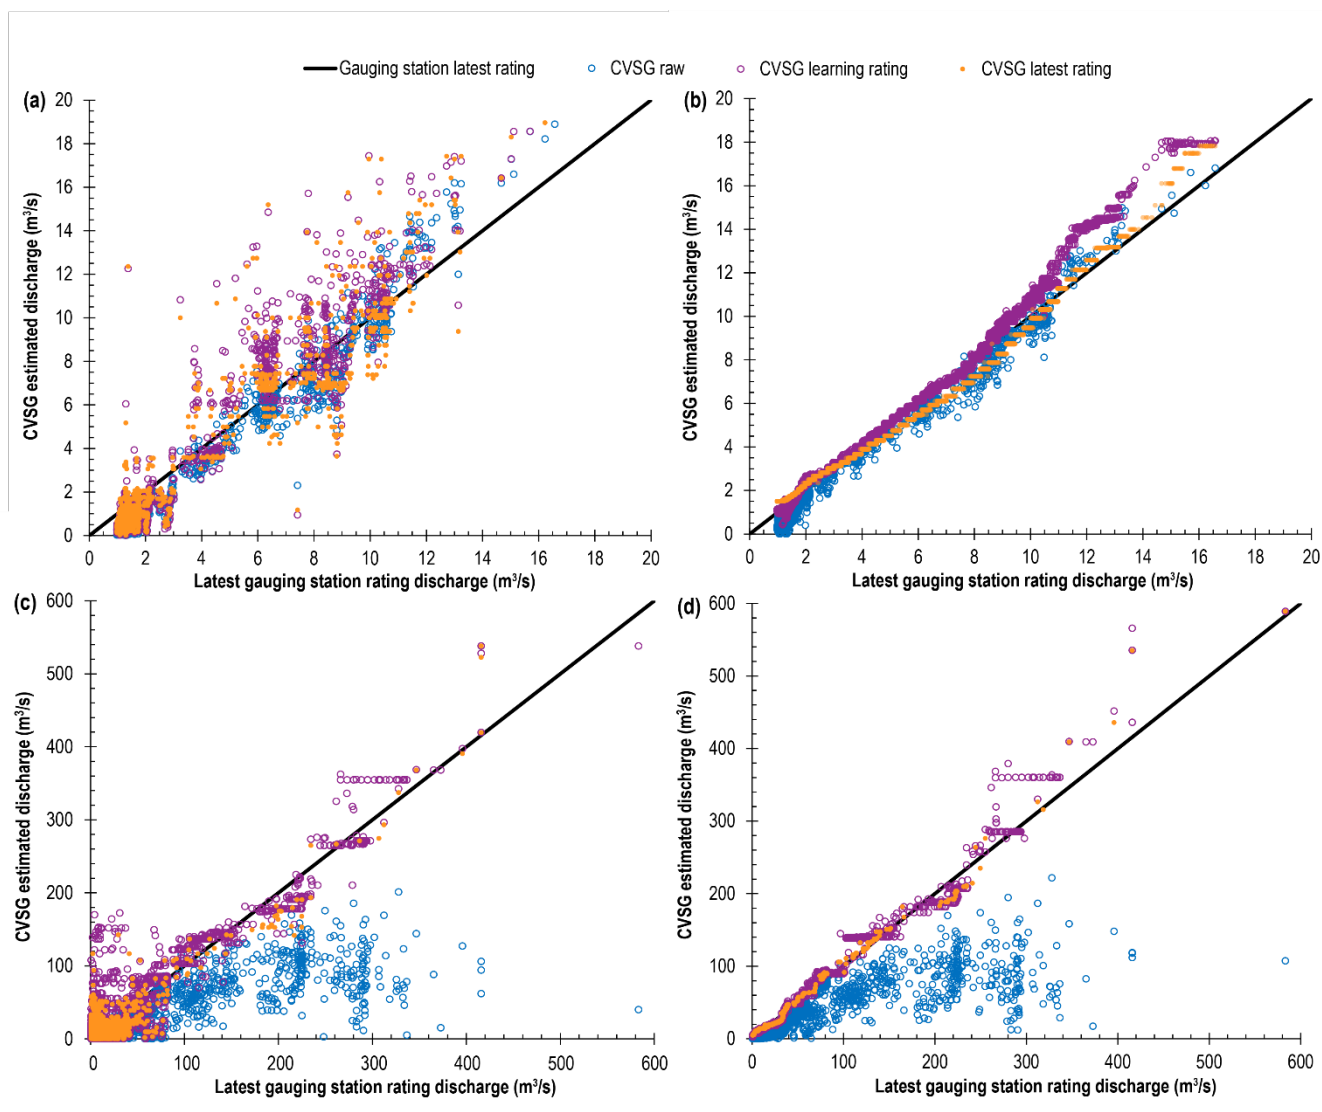 Gauging station latest rating CVSG raw CVSG learning rating CVSG latest rating
(a)
20
18
16
14
12
10
8
6
4
2
0
0 2 4 6 8 10 12 14 16 18 20
CVSG estimated discharge (m³/s)
Latest gauging station rating discharge (m³/s)
(b)
20
18
16
14
12
10
8
6
4
2
0
0 2 4 6 8 10 12 14 16 18 20
CVSG estimated discharge (m³/s)
Latest gauging station rating discharge (m³/s)
(c)
600
500
400
300
200
100
0
0 100 200 300 400 500 600
CVSG estimated discharge (m³/s)
Latest gauging station rating discharge (m³/s)
(d)
600
500
400
300
200
100
0
0 100 200 300 400 500 600
CVSG estimated discharge (m³/s)
Latest gauging station rating discharge (m³/s)